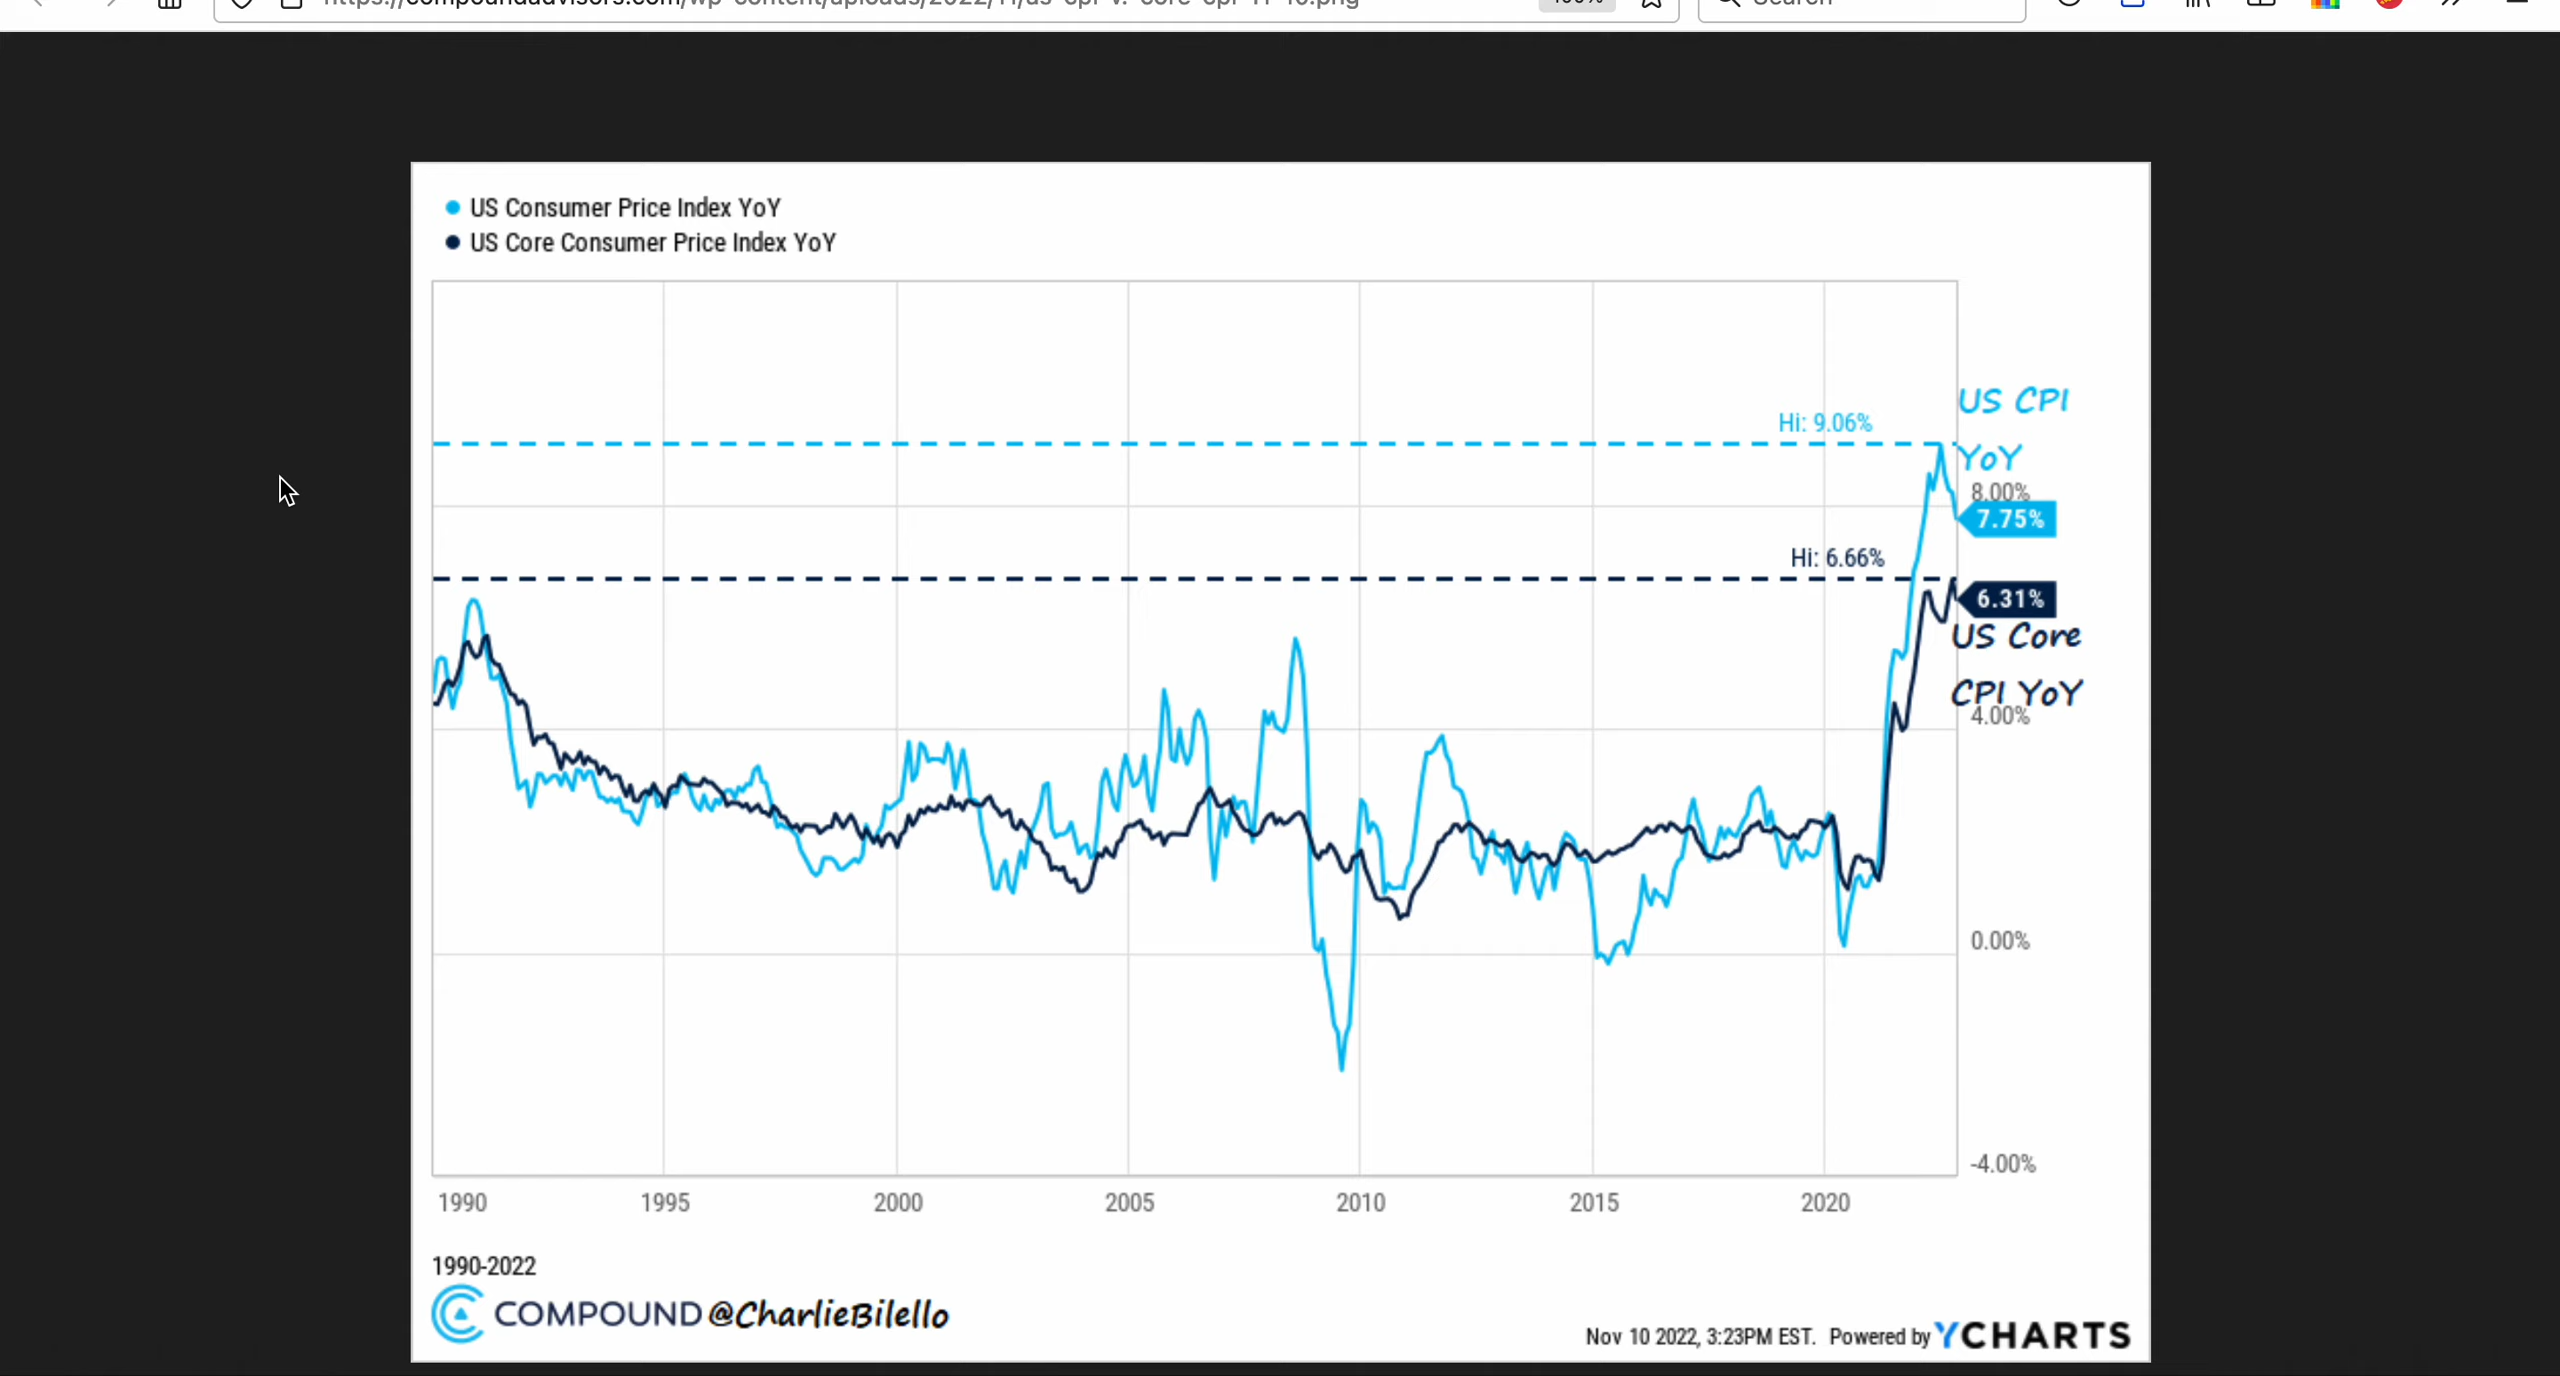 US Consumer Price Index YoY
US Core Consumer Price Index YoY
US CPI
Hi: 9.06%
YoY
8.00%
7.75%
Hi: 6.66%
6.31%
US Core
CPI YoY
4.00%
0.00%
-4.00%
1990 1995 2000 2005 2010 2015 2020
1990-2022
COMPOUND @CharlieBilello
Nov 10 2022, 3:23PM EST. Powered by YCHARTS